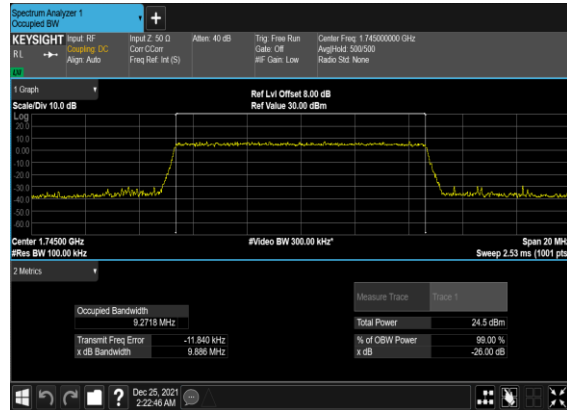 Spectrum Analyzer 1
Occupied BW
+
KEYSIGHT Input: RF Input Z: 50 Ω Atten: 40 dB Trig: Free Run Center Freq: 1.745000000 GHz
RL Coupling: DC Corr CCorr Gate: Off Avg|Hold: 500/500
Align: Auto Freq Ref: Int (S) #IF Gain: Low Radio Std: None
LW
1 Graph
Ref Lvl Offset 8.00 dB
Scale/Div 10.0 dB Ref Value 30.00 dBm
Log
20.0
10.0
0.00
-10.0
-20.0
-30.0
-40.0
-50.0
-60.0
Center 1.74500 GHz #Video BW 300.00 kHz* Span 20 MHz
#Res BW 100.00 kHz Sweep 2.53 ms (1001 pts
2 Metrics
Measure Trace Trace 1
Occupied Bandwidth
9.2718 MHz
Total Power 24.5 dBm
Transmit Freq Error -11.840 kHz % of OBW Power 99.00 %
x dB Bandwidth 9.886 MHz x dB -26.00 dB
? Dec 25, 2021
2:22:46 AM